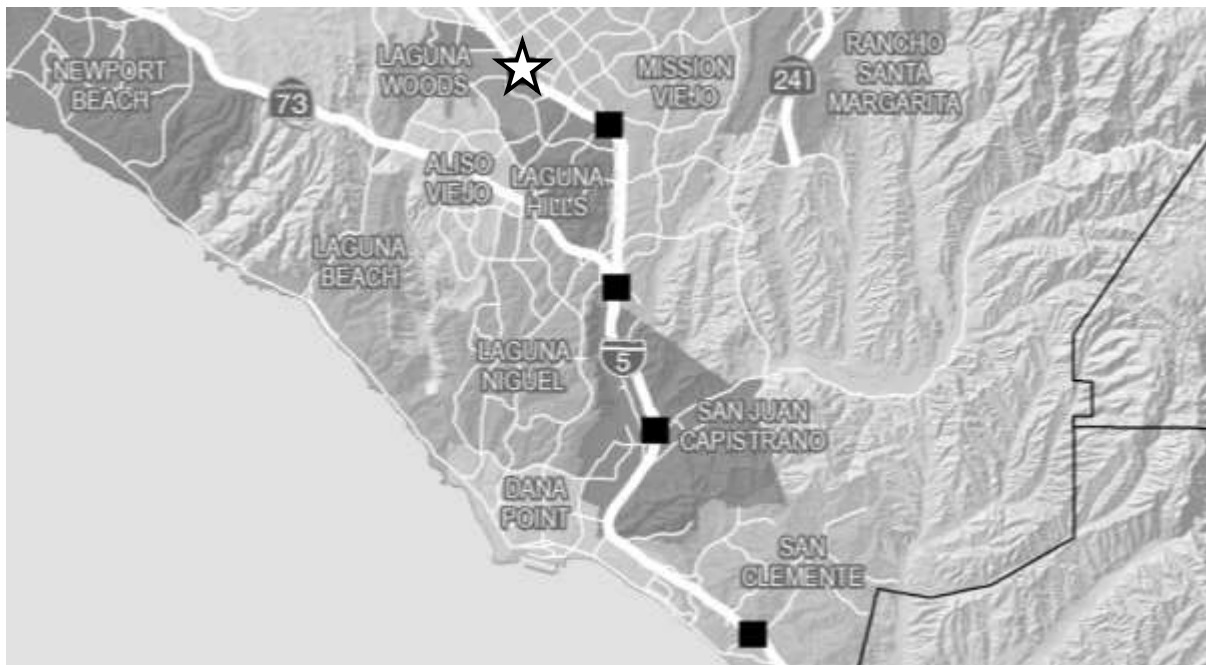 NEWPORT
BEACH
73
LAGUNA
WOODS
MISSION
VIEJO
241
RANCHO
SANTA
MARGARITA
ALISO
VIEJO
LAGUNA
HILLS
LAGUNA
BEACH
LAGUNA
NIGUEL
5
SAN JUAN
CAPISTRANO
DANA
POINT
SAN
CLEMENTE